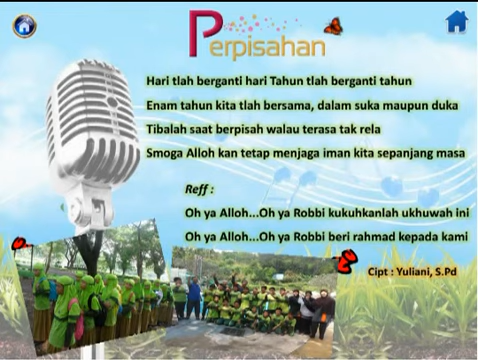 Perpisahan
Hari tlah berganti hari Tahun tlah berganti tahun
Enam tahun kita tlah bersama, dalam suka maupun duka
Tibalah saat berpisah walau terasa tak rela
Smoga Alloh kan tetap menjaga iman kita sepanjang masa
Reff :
Oh ya Alloh...Oh ya Robbi kukuhkanlah ukhuwah ini
Oh ya Alloh...Oh ya Robbi beri rahmad kepada kami
Cipt : Yuliani, S.Pd